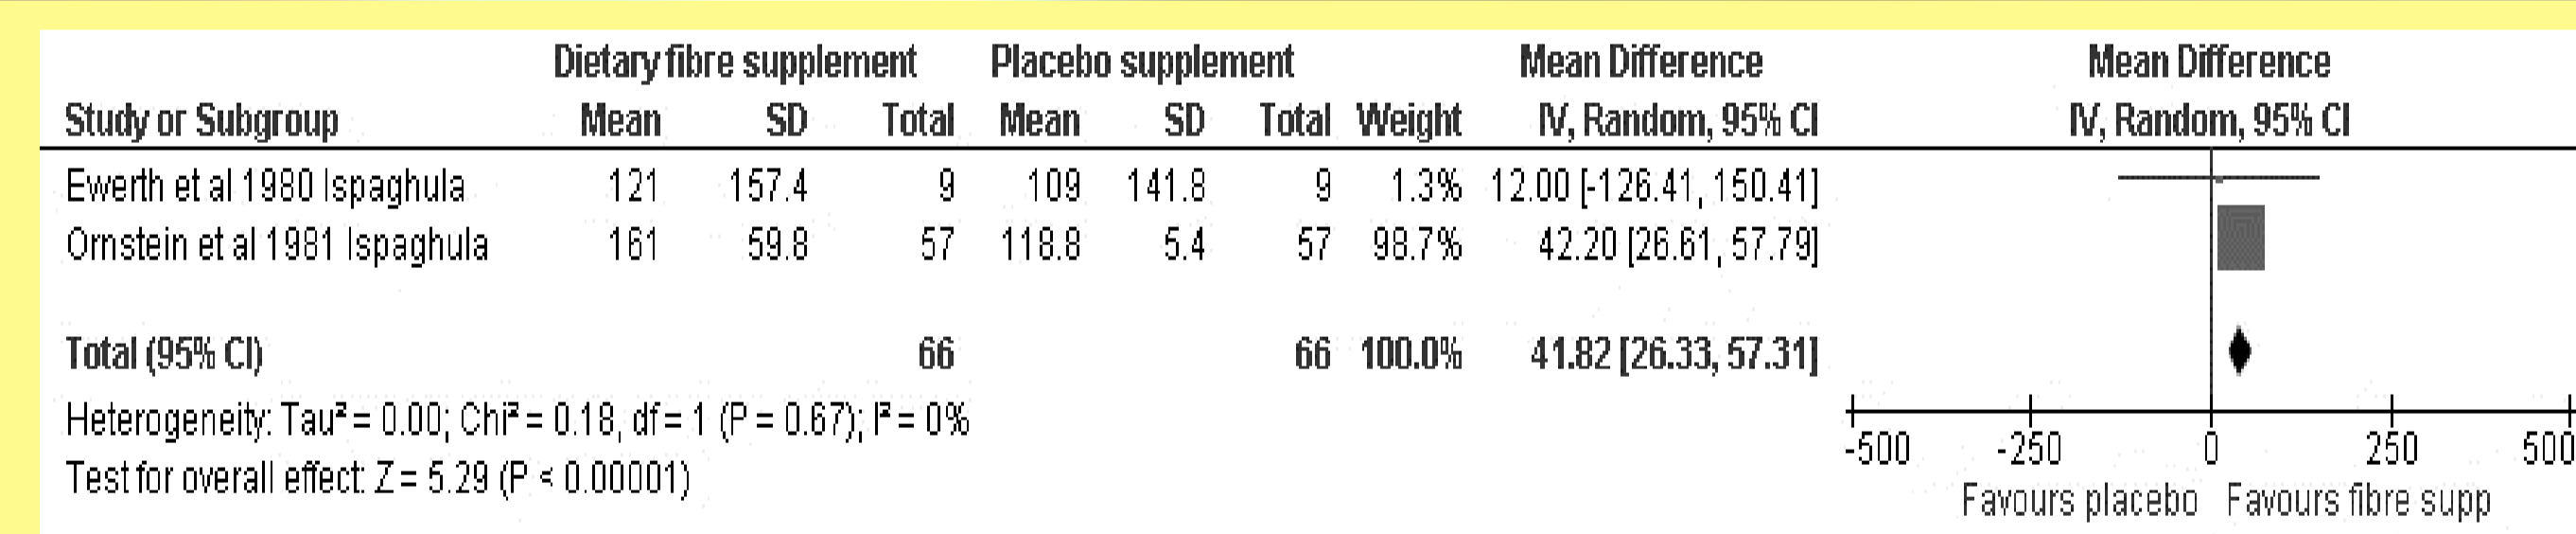 Dietary fibre supplement Placebo supplement Mean Difference Mean Difference
Study or Subgroup Mean SD Total Mean SD Total Weight IV, Random, 95% CI IV, Random, 95% CI
Ewerth et al 1980 Ispaghula 121 157.4 9 109 141.8 9 1.3% 12.00 [-126.41, 150.41]
Ornstein et al 1981 Ispaghula 161 59.8 57 118.8 5.4 57 98.7% 42.20 [26.61, 57.79]
Total (95% CI) 66 66 100.0% 41.82 [26.33, 57.31]
Heterogeneity: Tau² = 0.00; Chi² = 0.18, df = 1 (P = 0.67); I² = 0%
Test for overall effect: Z = 5.29 (P < 0.00001)
-500 -250 0 250 500
Favours placebo Favours fibre supp